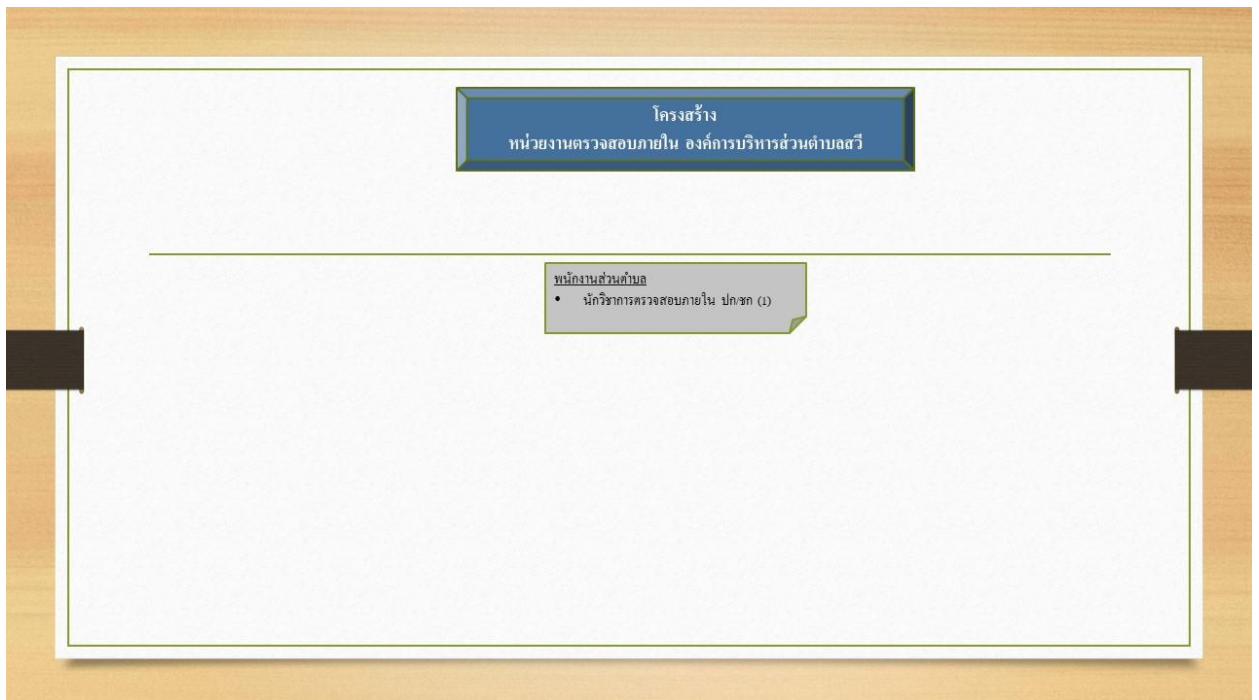 โครงสร้าง
หน่วยงานตรวจสอบภายใน องค์การบริหารส่วนตำบลสวี
พนักงานส่วนตำบล
• นักวิชาการตรวจสอบภายใน ปก/ชก (1)